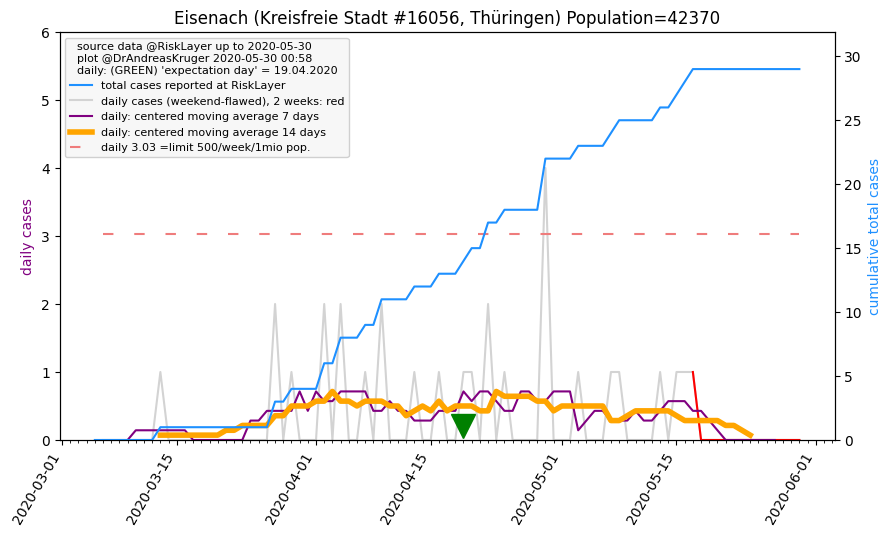 Eisenach (Kreisfreie Stadt #16056, Thüringen) Population=42370
source data @RiskLayer up to 2020-05-30
plot @DrAndreasKruger 2020-05-30 00:58
daily: (GREEN) 'expectation day' = 19.04.2020
total cases reported at RiskLayer
daily cases (weekend-flawed), 2 weeks: red
daily: centered moving average 7 days
daily: centered moving average 14 days
daily 3.03 =limit 500/week/1mio pop.
daily cases
6
5
4
3
2
1
0
cumulative total cases
30
25
20
15
10
5
0
2020-03-01
2020-03-15
2020-04-01
2020-04-15
2020-05-01
2020-05-15
2020-06-01